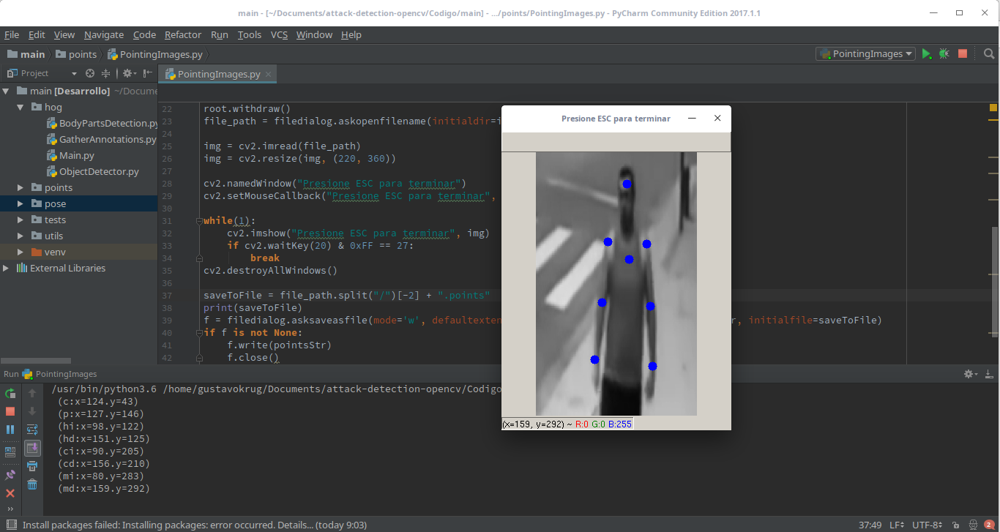 main - [~/Documents/attack-detection-opencv/Codigo/main] - .../points/PointingImages.py - PyCharm Community Edition 2017.1.1
File Edit View Navigate Code Refactor Run Tools VCS Window Help
main points PointingImages.py PointingImages
Project PointingImages.py
main [Desarrollo] ~/Docume
hog
BodyPartsDetection.py
GatherAnnotations.py
Main.py
ObjectDetector.py
points
pose
tests
utils
venv
External Libraries
22 root.withdraw()
23 file_path = filedialog.askopenfilename(initialdir=i
24
25 img = cv2.imread(file_path)
26 img = cv2.resize(img, (220, 360))
27
28 cv2.namedWindow("Presione ESC para terminar")
29 cv2.setMouseCallback("Presione ESC para terminar",
30
31 while(1):
32 cv2.imshow("Presione ESC para terminar", img)
33 if cv2.waitKey(20) & 0xFF == 27:
34 break
35 cv2.destroyAllWindows()
36
37 saveToFile = file_path.split("/")[-2] + ".points"
38 print(saveToFile)
39 f = filedialog.asksaveasfile(mode='w', defaultexten r, initialfile=saveToFile)
40 if f is not None:
41 f.write(pointsStr)
42 f.close()
Presione ESC para terminar
(x=159, y=292) ~ R:0 G:0 B:255
Run PointingImages
/usr/bin/python3.6 /home/gustavokrug/Documents/attack-detection-opencv/Codigo
(c:x=124.y=43)
(p:x=127.y=146)
(hi:x=98.y=122)
(hd:x=151.y=125)
(ci:x=90.y=205)
(cd:x=156.y=210)
(mi:x=80.y=283)
(md:x=159.y=292)
Install packages failed: Installing packages: error occurred. Details... (today 9:03) 37:49 LF UTF-8 2